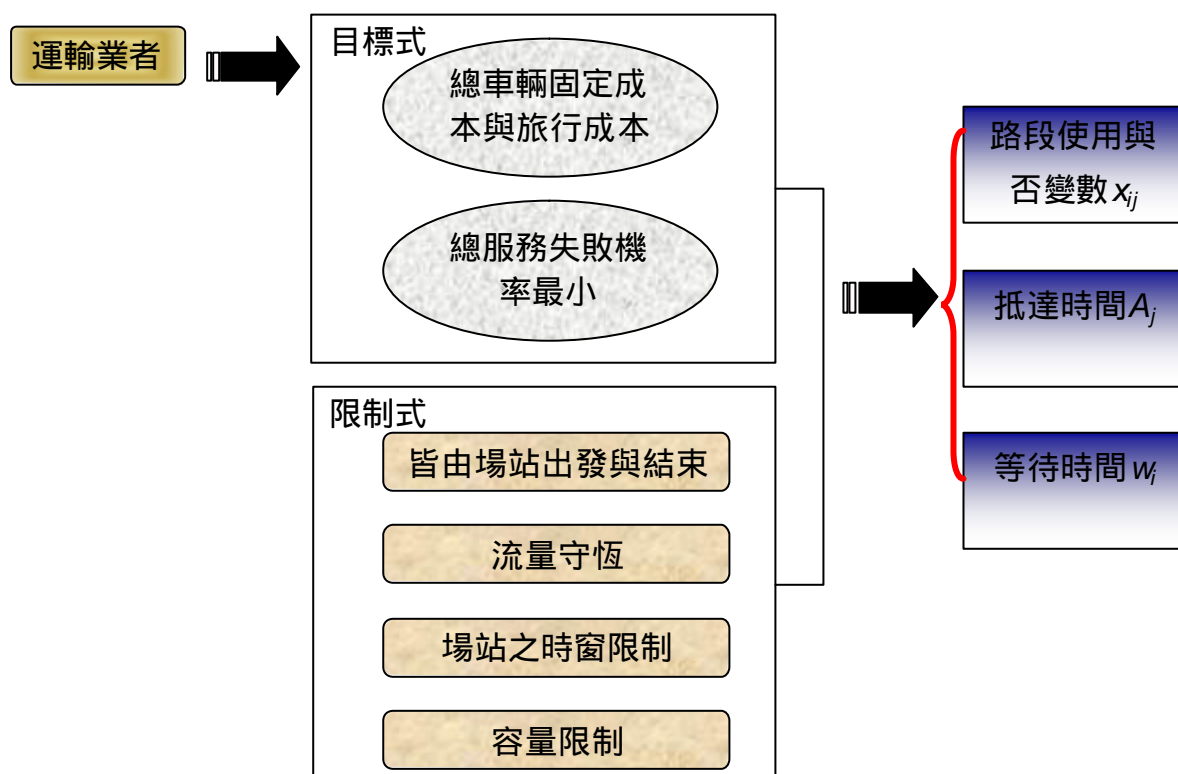 運輸業者
目標式
總車輛固定成
本與旅行成本
總服務失敗機
率最小
限制式
皆由場站出發與結束
流量守恆
場站之時窗限制
容量限制
路段使用與
否變數 xij
抵達時間 Aj
等待時間 wi